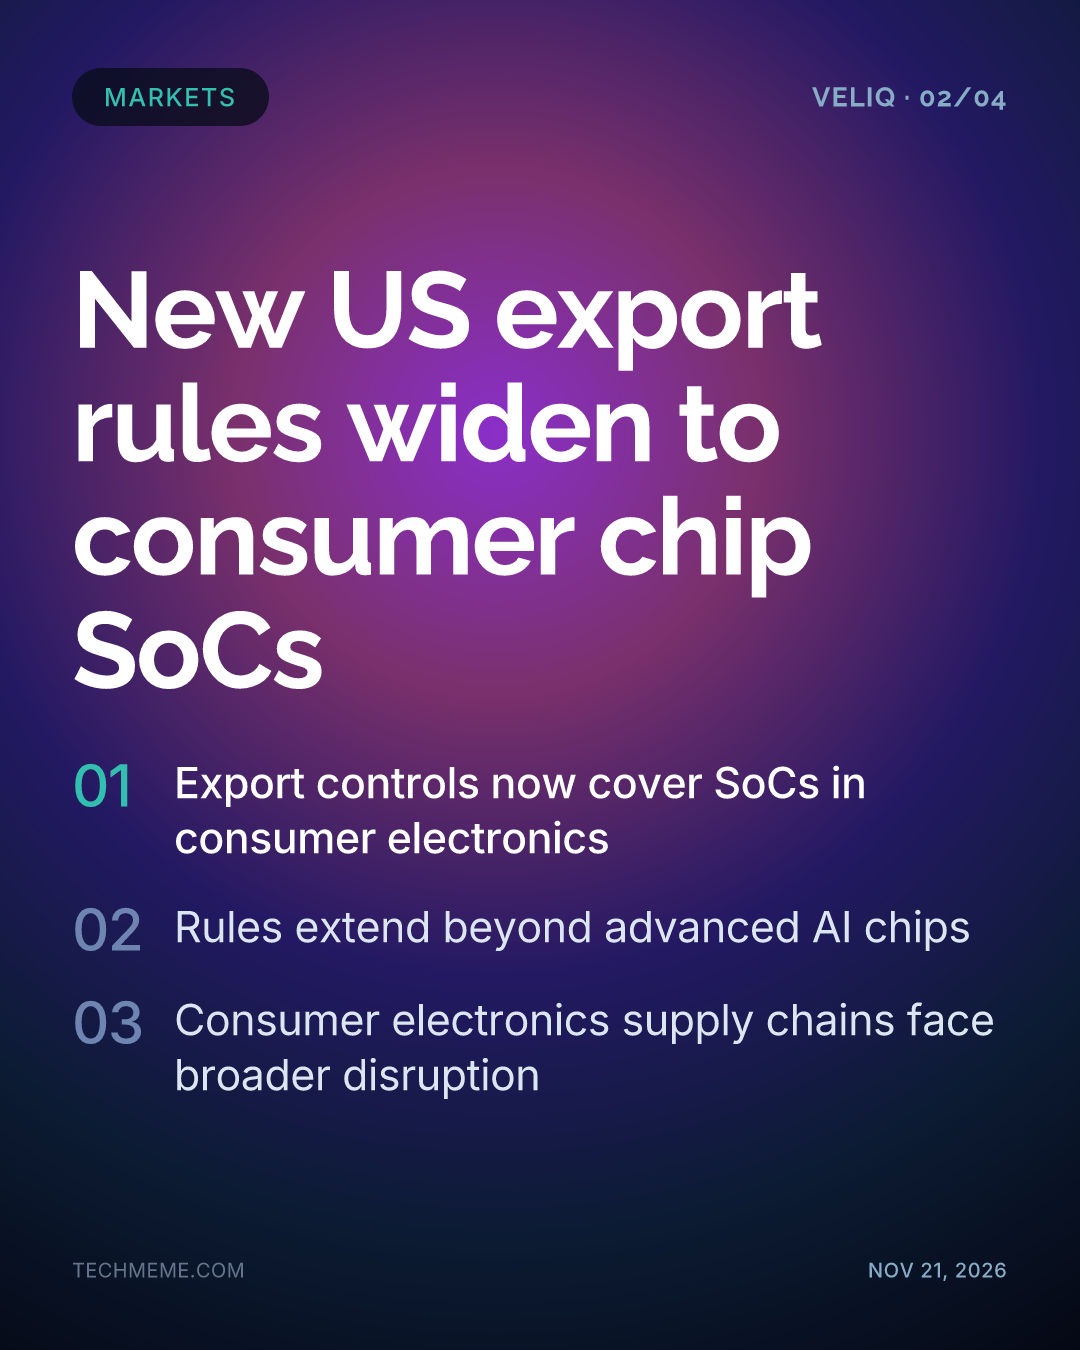 MARKETS
VELIQ · 02/04
New US export
rules widen to
consumer chip
SoCs
01 Export controls now cover SoCs in
consumer electronics
02 Rules extend beyond advanced AI chips
03 Consumer electronics supply chains face
broader disruption
TECHMEME.COM
NOV 21, 2026